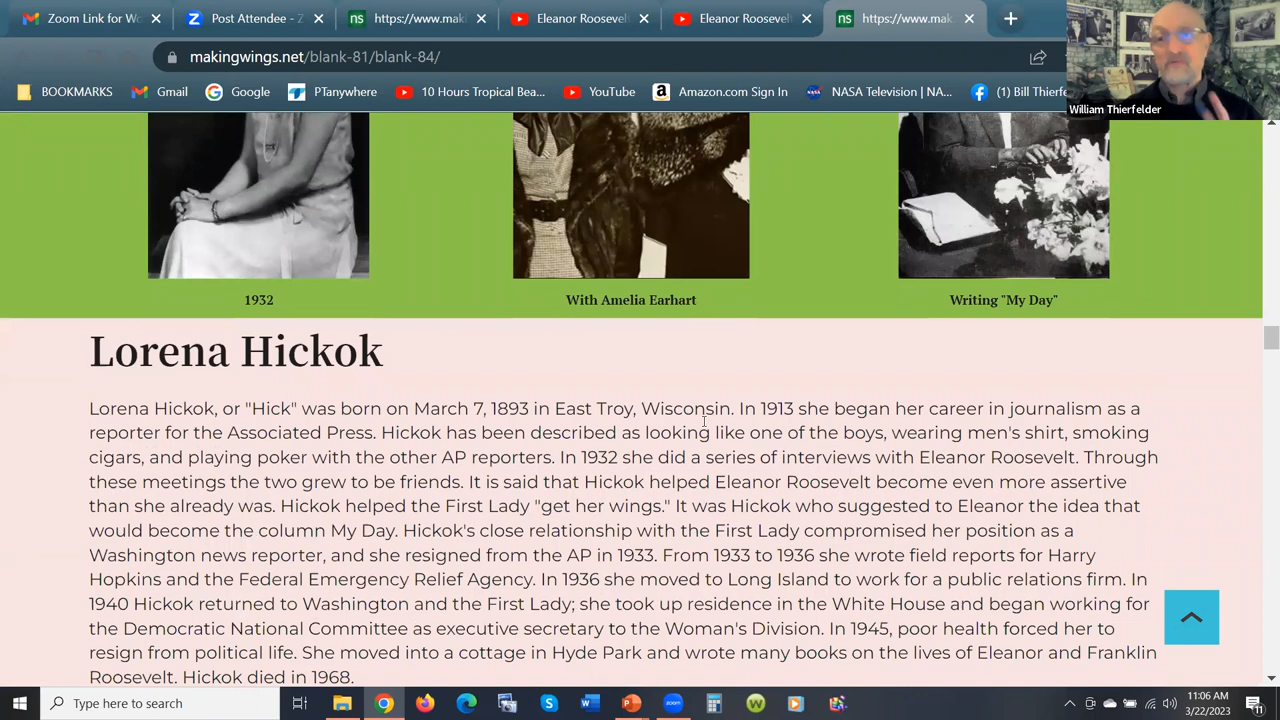 Zoom Link for Wo
Post Attendee - Z
https://www.mak
Eleanor Roosevel
Eleanor Roosevel
https://www.mak
makingwings.net/blank-81/blank-84/
BOOKMARKS
Gmail
Google
PTanywhere
10 Hours Tropical Bea...
YouTube
Amazon.com Sign In
NASA Television | NA...
(1) Bill Thierf
William Thierfelder
1932
With Amelia Earhart
Writing "My Day"
Lorena Hickok
Lorena Hickok, or "Hick" was born on March 7, 1893 in East Troy, Wisconsin. In 1913 she began her career in journalism as a
reporter for the Associated Press. Hickok has been described as looking like one of the boys, wearing men's shirt, smoking
cigars, and playing poker with the other AP reporters. In 1932 she did a series of interviews with Eleanor Roosevelt. Through
these meetings the two grew to be friends. It is said that Hickok helped Eleanor Roosevelt become even more assertive
than she already was. Hickok helped the First Lady "get her wings." It was Hickok who suggested to Eleanor the idea that
would become the column My Day. Hickok's close relationship with the First Lady compromised her position as a
Washington news reporter, and she resigned from the AP in 1933. From 1933 to 1936 she wrote field reports for Harry
Hopkins and the Federal Emergency Relief Agency. In 1936 she moved to Long Island to work for a public relations firm. In
1940 Hickok returned to Washington and the First Lady; she took up residence in the White House and began working for
the Democratic National Committee as executive secretary to the Woman's Division. In 1945, poor health forced her to
resign from political life. She moved into a cottage in Hyde Park and wrote many books on the lives of Eleanor and Franklin
Roosevelt. Hickok died in 1968.
Type here to search
11:06 AM
3/22/2023